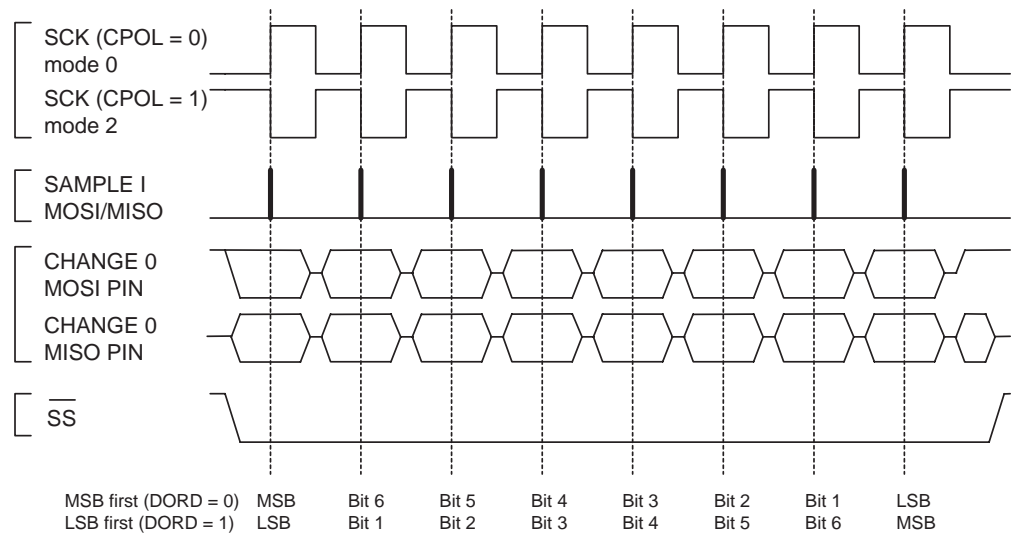 SCK (CPOL = 0)
mode 0
SCK (CPOL = 1)
mode 2
SAMPLE I
MOSI/MISO
CHANGE 0
MOSI PIN
CHANGE 0
MISO PIN
SS
MSB first (DORD = 0) MSB Bit 6 Bit 5 Bit 4 Bit 3 Bit 2 Bit 1 LSB
LSB first (DORD = 1) LSB Bit 1 Bit 2 Bit 3 Bit 4 Bit 5 Bit 6 MSB